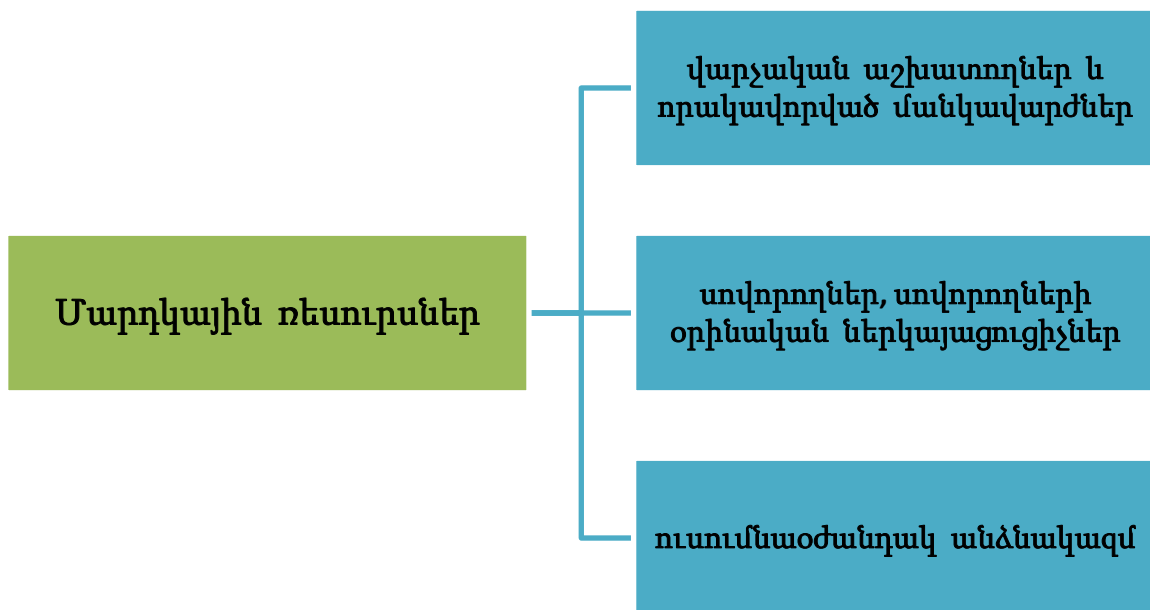 Մարդկային ռեսուրսներ
վարչական աշխատողներ և
որակավորված մանկավարժներ
սովորողներ, սովորողների
օրինական ներկայացուցիչներ
ուսումնաօժանդակ անձնակազմ